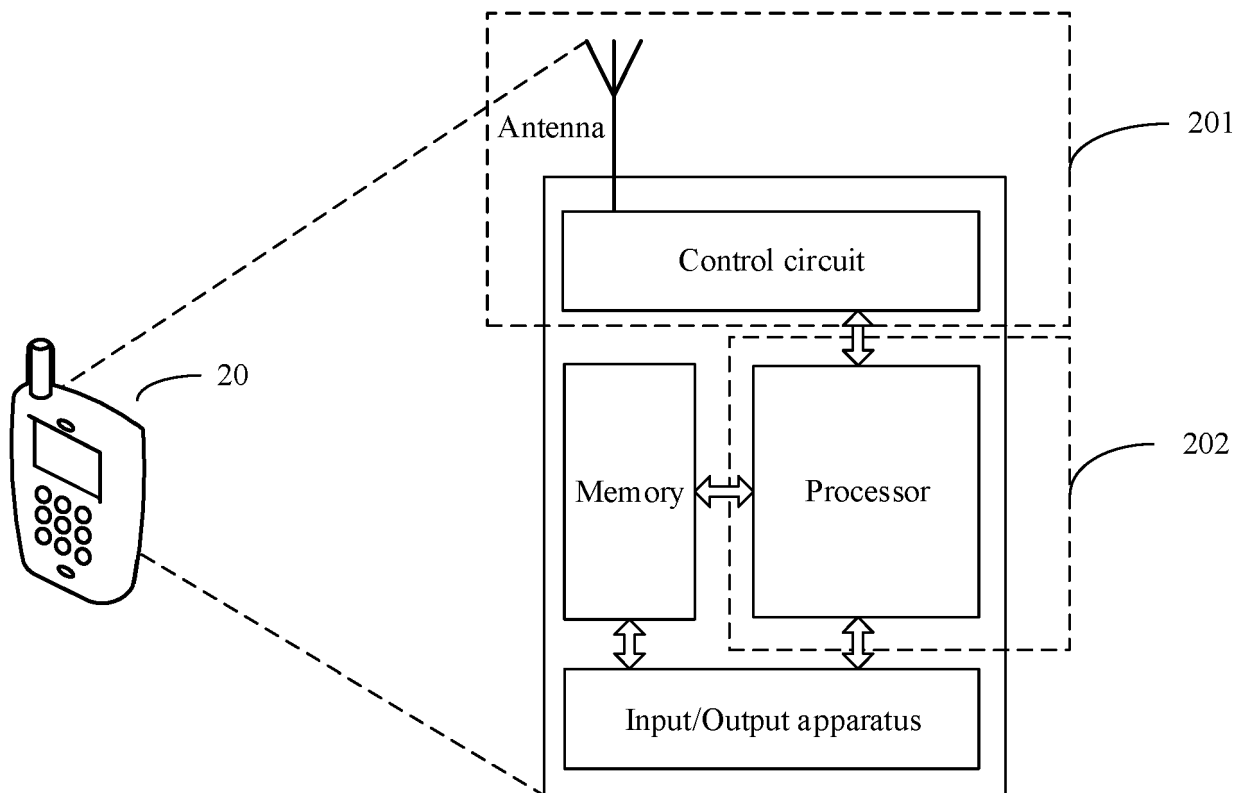 Antenna
201
Control circuit
20
202
Memory
Processor
Input/Output apparatus